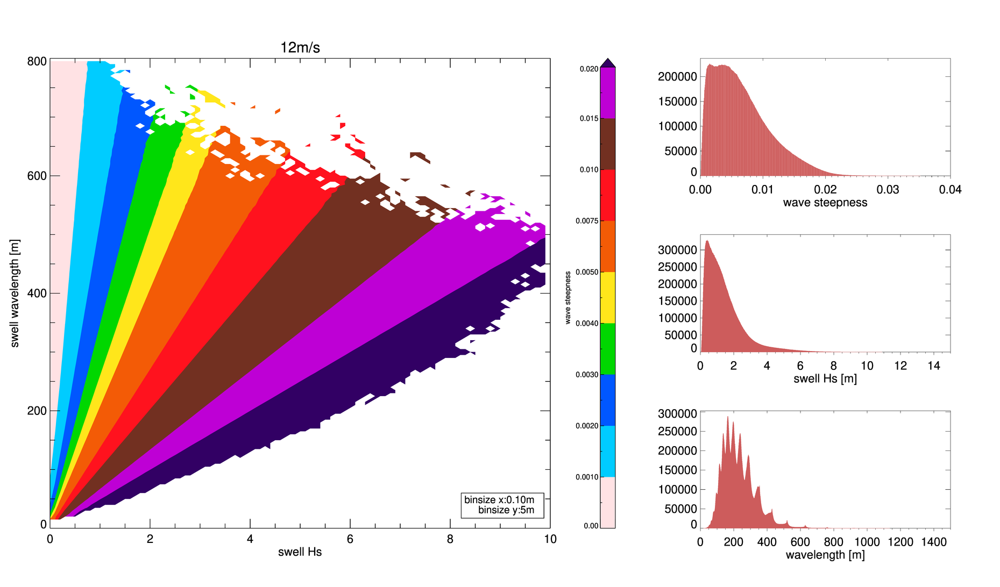 12m/s
800
600
400
200
0
swell wavelength [m]
0 2 4 6 8 10
swell Hs
binsize x:0.10m
binsize y:5m
0.020
0.015
0.010
0.0075
0.0050
0.0040
0.0030
0.0020
0.0010
0.00
wave steepness
200000
150000
100000
50000
0
0.00 0.01 0.02 0.03 0.04
wave steepness
300000
250000
200000
150000
100000
50000
0
0 2 4 6 8 10 12 14
swell Hs [m]
300000
250000
200000
150000
100000
50000
0
0 200 400 600 800 1000 1200 1400
wavelength [m]